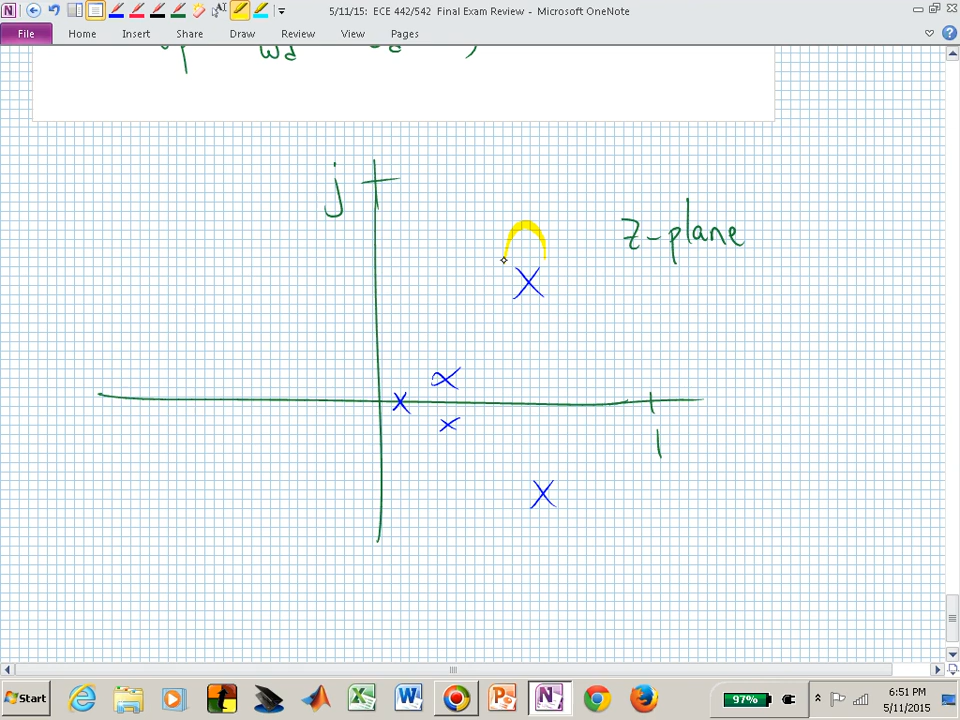 5/11/15: ECE 442/542 Final Exam Review - Microsoft OneNote
File Home Insert Share Draw Review View Pages
j
z-plane
1
Start
97%
6:51 PM
5/11/2015